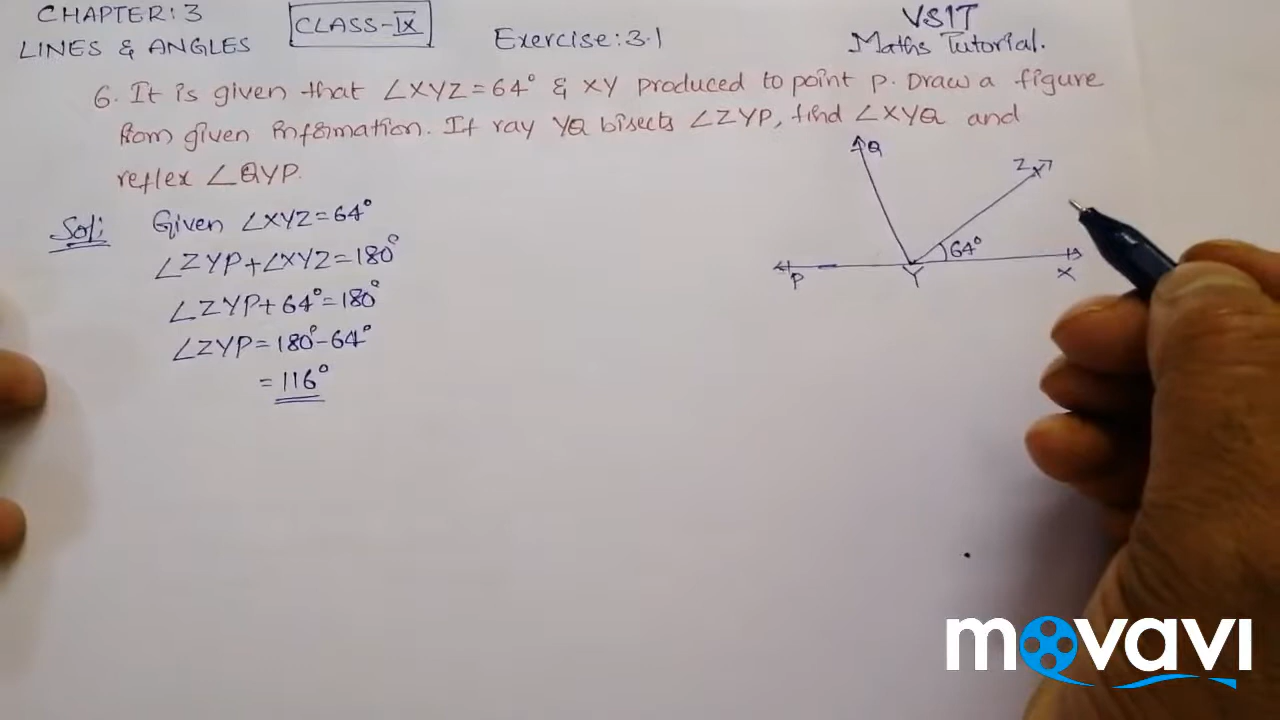 CHAPTER: 3
LINES & ANGLES
CLASS-IX
Exercise: 3.1
VSIT
Maths Tutorial.
6. It is given that ∠XYZ=64° & XY produced to point P. Draw a figure
from given information. If ray YQ bisects ∠ZYP, find ∠XYQ and
reflex ∠QYP.
Sol:
Given ∠XYZ=64°
∠ZYP+∠XYZ=180°
∠ZYP+64°=180°
∠ZYP=180°-64°
=116°
Q
Z
64°
P
Y
X
movavi